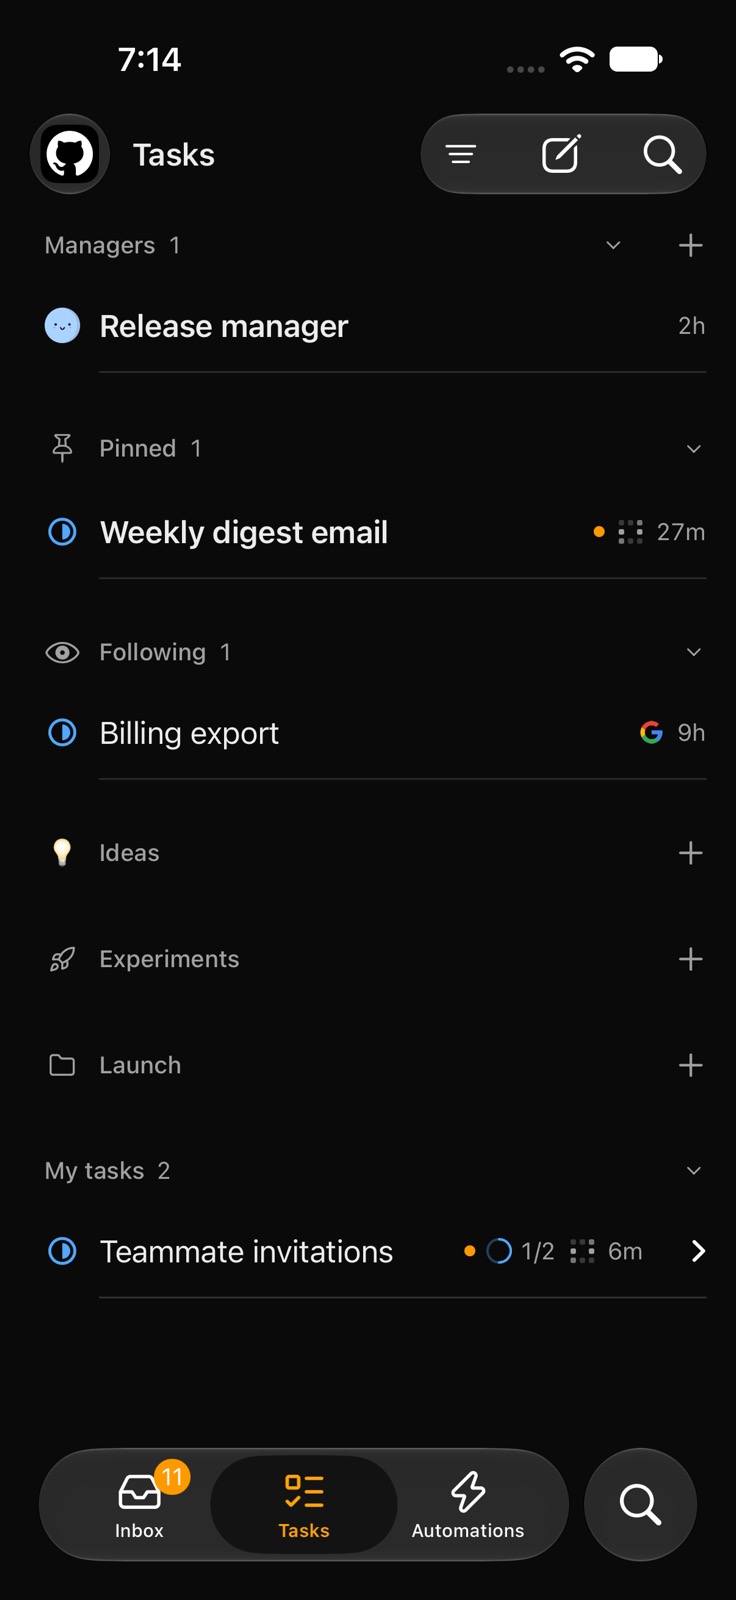 7:14
Tasks
Managers 1
Release manager 2h
Pinned 1
Weekly digest email 27m
Following 1
Billing export 9h
Ideas
Experiments
Launch
My tasks 2
Teammate invitations 1/2 6m
11
Inbox Tasks Automations